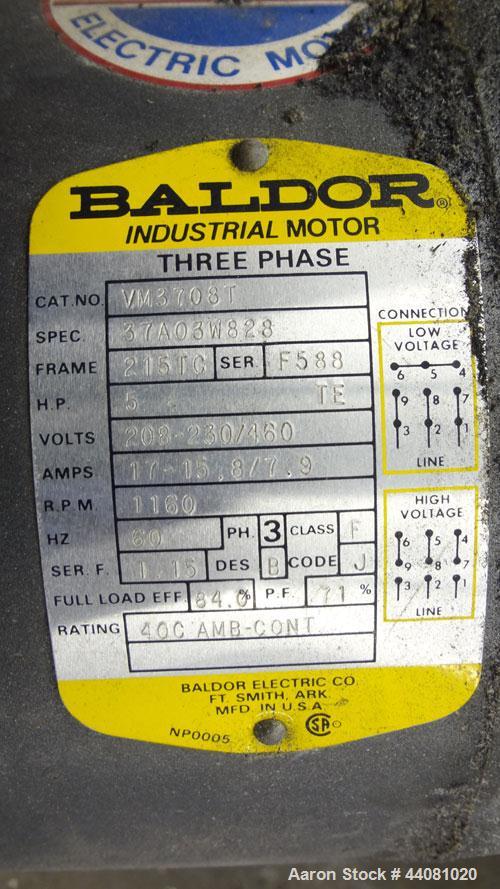 ELECTRIC MOTO
BALDOR®
INDUSTRIAL MOTOR
THREE PHASE
CAT.NO. VM3708T
SPEC. 37A03W828
FRAME 215TC SER. F588
H.P. 5 TE
VOLTS 208-230/460
AMPS 17-15.8/7.9
R.P.M. 1160
HZ 60 PH. 3 CLASS F
SER. F. 1.15 DES B CODE J
FULL LOAD EFF. 84.0% P.F. 71%
RATING 40C AMB-CONT
CONNECTION
LOW
VOLTAGE
6 5 4
9 8 7
3 2 1
LINE
HIGH
VOLTAGE
6 5 4
9 8 7
3 2 1
LINE
BALDOR ELECTRIC CO.
FT. SMITH, ARK.
MFD. IN U.S.A.
NP0005
SA
Aaron Stock # 44081020